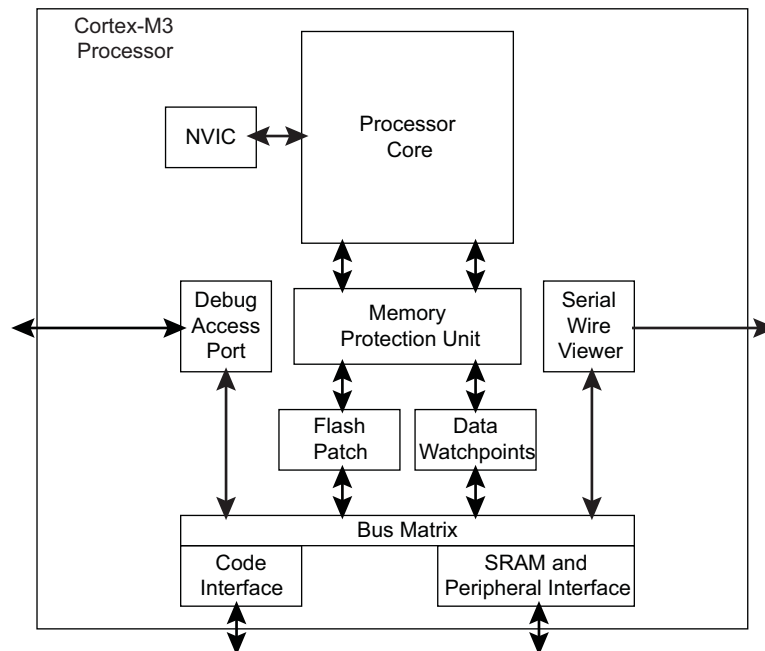 Cortex-M3
Processor
NVIC
Processor
Core
Debug
Access
Port
Memory
Protection Unit
Serial
Wire
Viewer
Flash
Patch
Data
Watchpoints
Bus Matrix
Code
Interface
SRAM and
Peripheral Interface